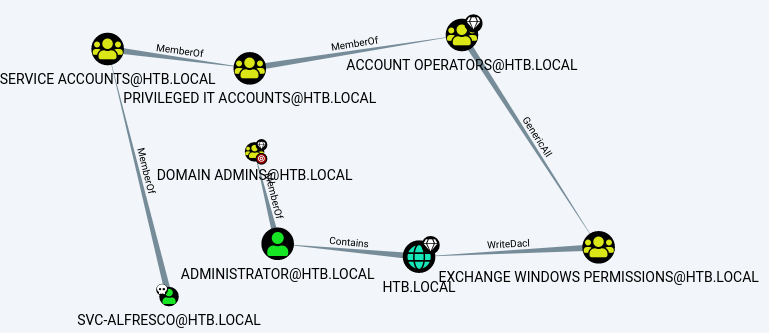 MemberOf
MemberOf
ACCOUNT OPERATORS@HTB.LOCAL
SERVICE ACCOUNTS@HTB.LOCAL
PRIVILEGED IT ACCOUNTS@HTB.LOCAL
GenericAll
MemberOf
DOMAIN ADMINS@HTB.LOCAL
MemberOf
Contains
WriteDacl
ADMINISTRATOR@HTB.LOCAL
EXCHANGE WINDOWS PERMISSIONS@HTB.LOCAL
HTB.LOCAL
SVC-ALFRESCO@HTB.LOCAL